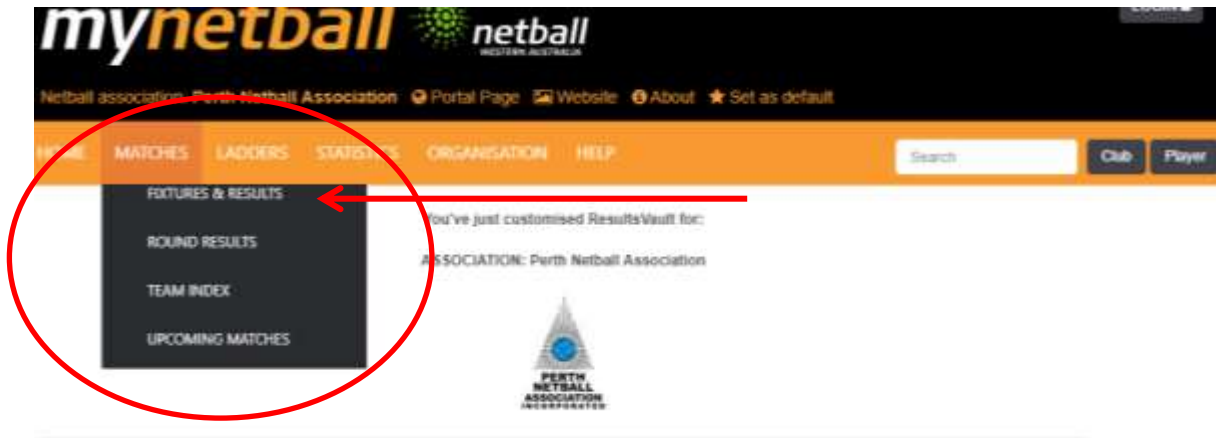 mynetball netball
WESTERN AUSTRALIA
LOGIN
Netball association Perth Netball Association Portal Page Website About Set as default
HOME MATCHES LADDERS STATISTICS ORGANISATION HELP Search Club Player
FIXTURES & RESULTS
You've just customised ResultsVault for:
ROUND RESULTS
ASSOCIATION: Perth Netball Association
TEAM INDEX
UPCOMING MATCHES
PERTH
NETBALL
ASSOCIATION
INCORPORATED